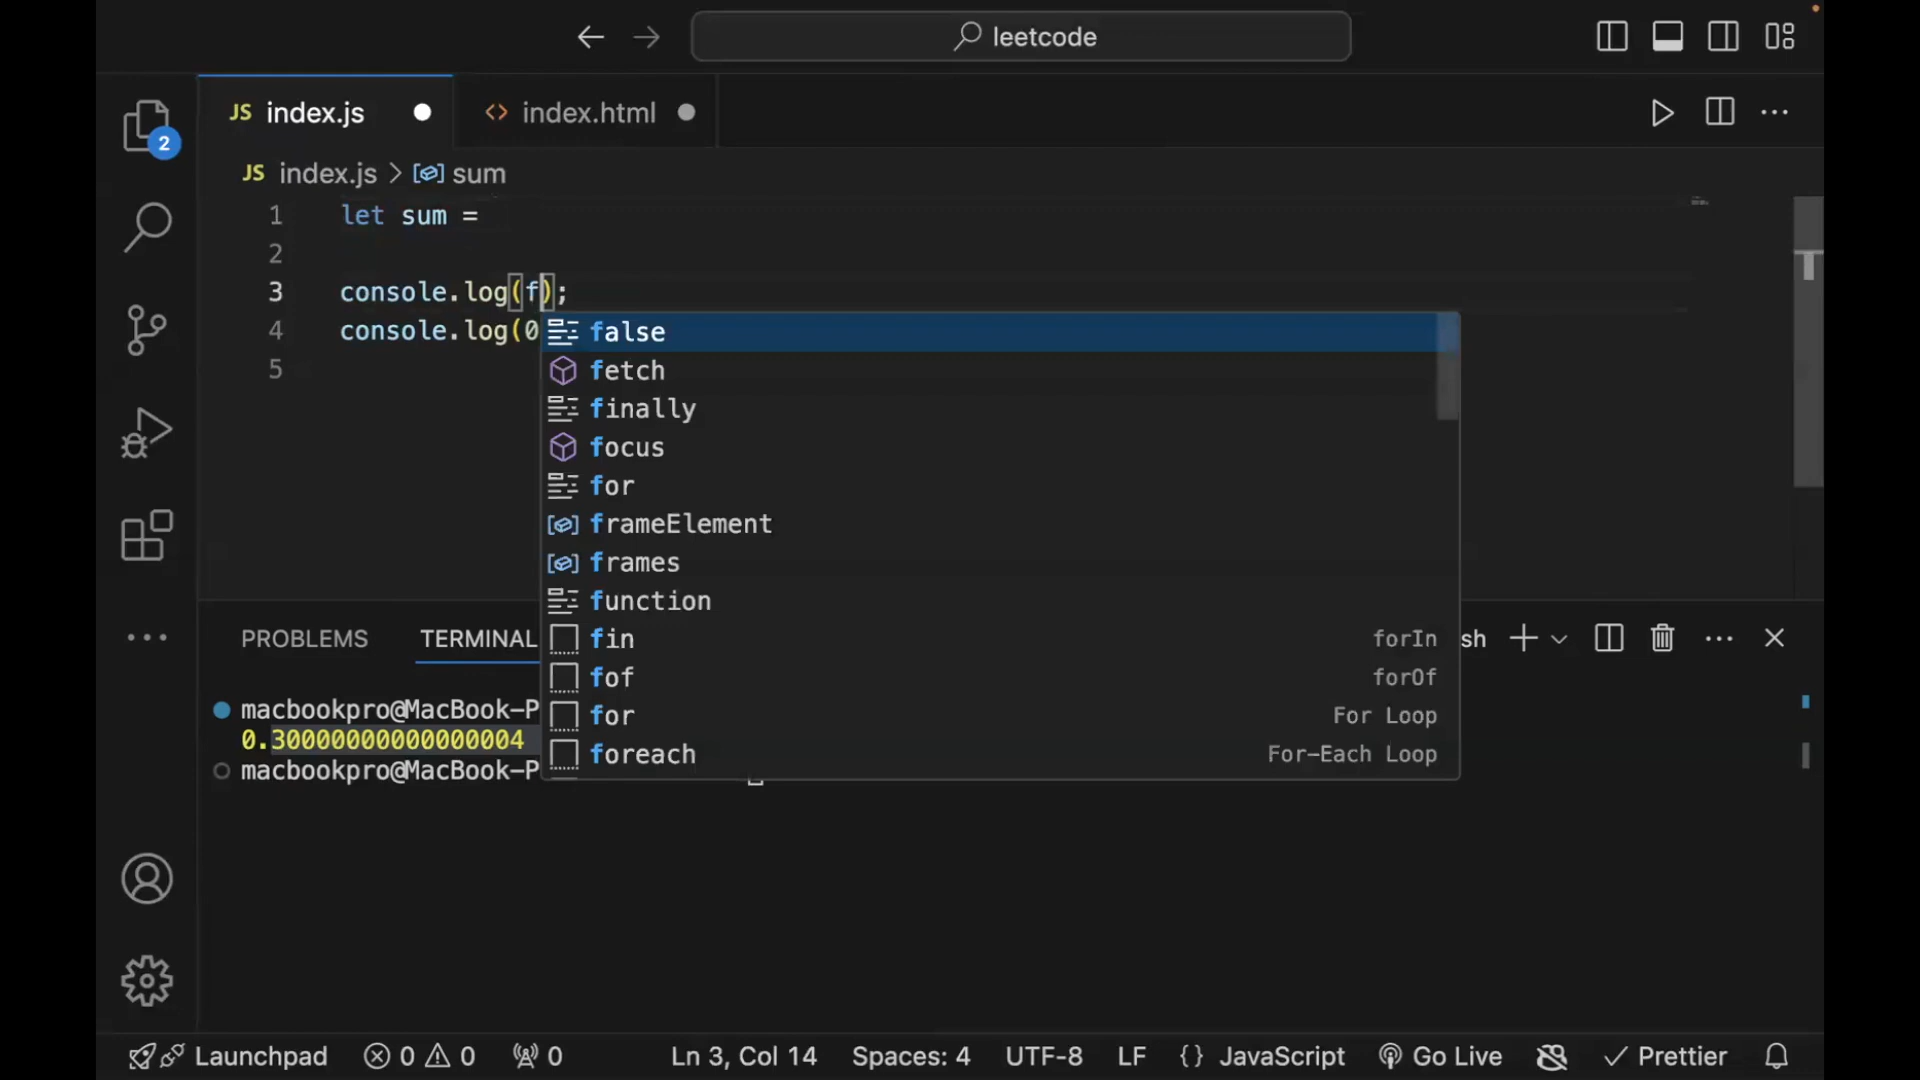 leetcode
JS index.js
<> index.html
2
JS index.js > sum
1 let sum =
2
3 console.log(f);
4 console.log(0
5
false
fetch
finally
focus
for
frameElement
frames
function
fin forIn
fof forOf
for For Loop
foreach For-Each Loop
PROBLEMS TERMINAL sh
macbookpro@MacBook-P
0.30000000000000004
macbookpro@MacBook-P
Launchpad 0 0 0 Ln 3, Col 14 Spaces: 4 UTF-8 LF {} JavaScript Go Live Prettier